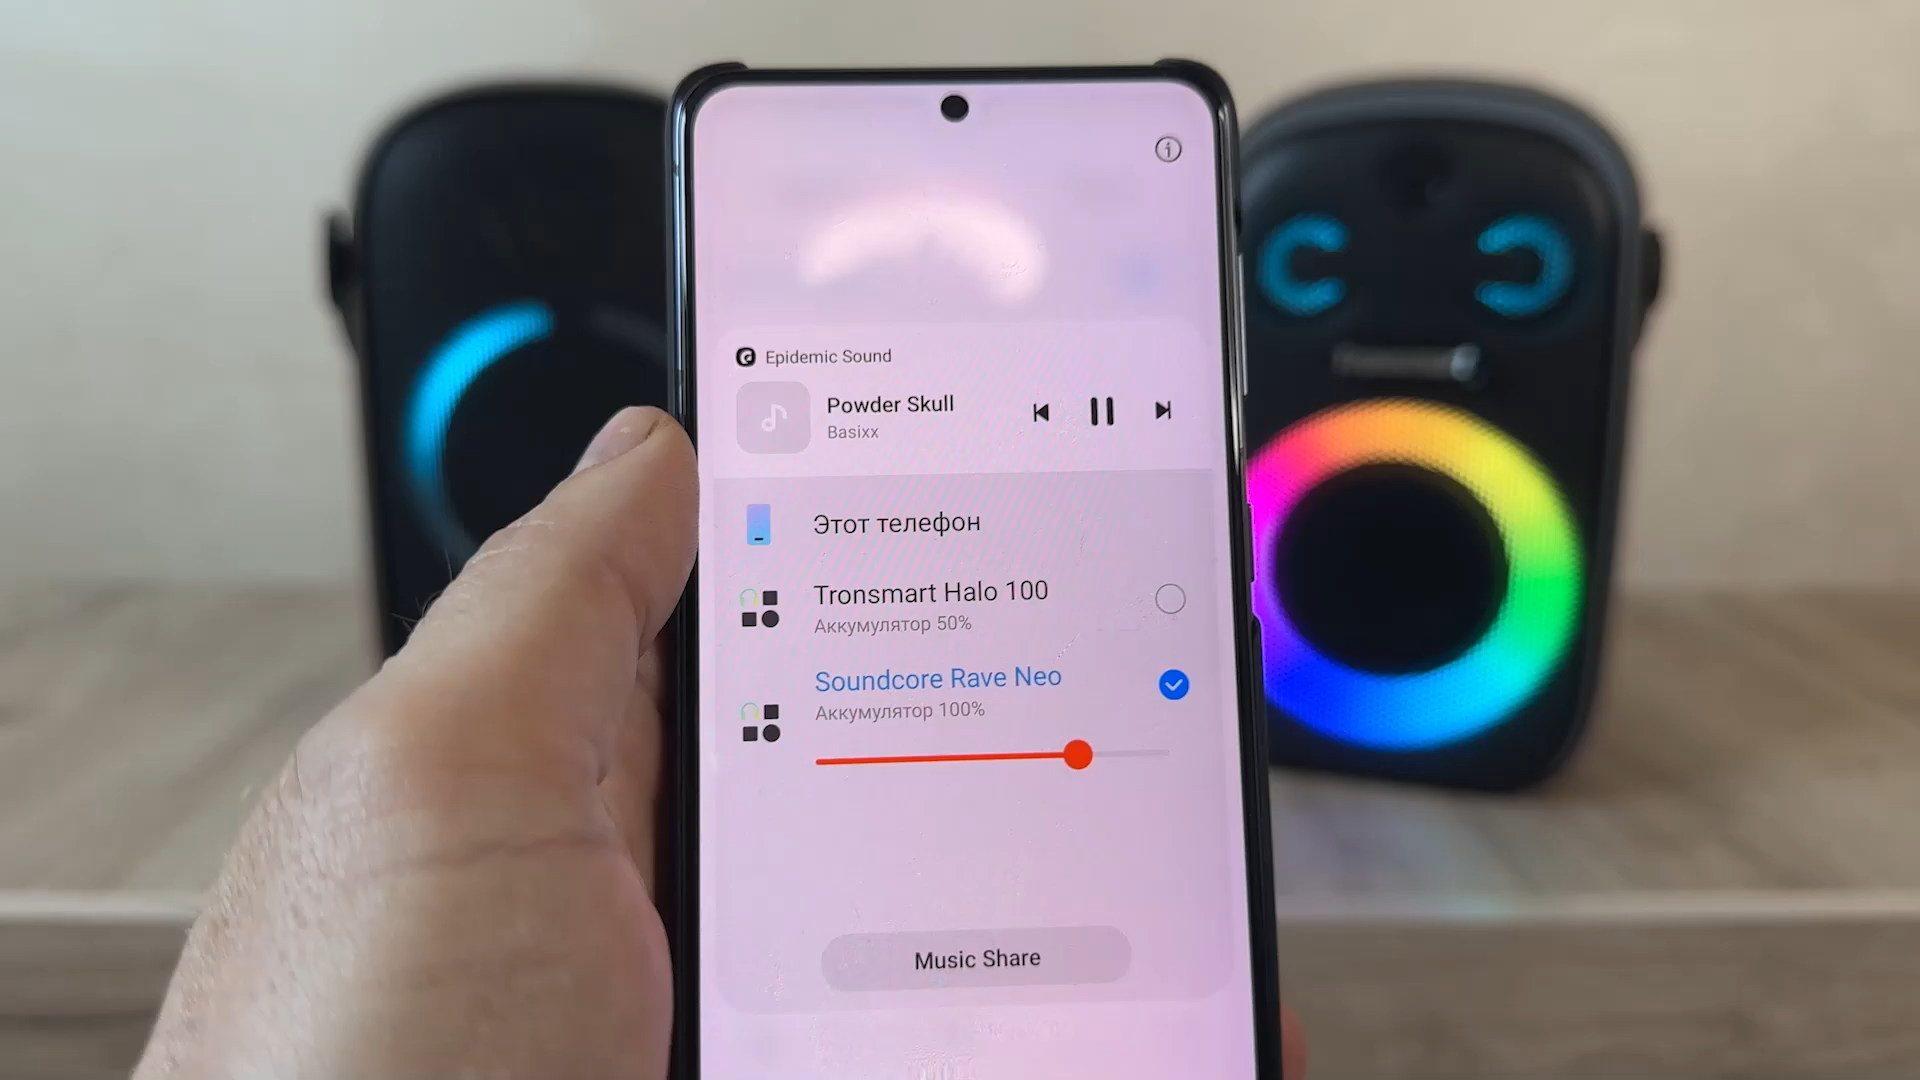 Epidemic Sound
Powder Skull
Basixx
Этот телефон
Tronsmart Halo 100
Аккумулятор 50%
Soundcore Rave Neo
Аккумулятор 100%
Music Share